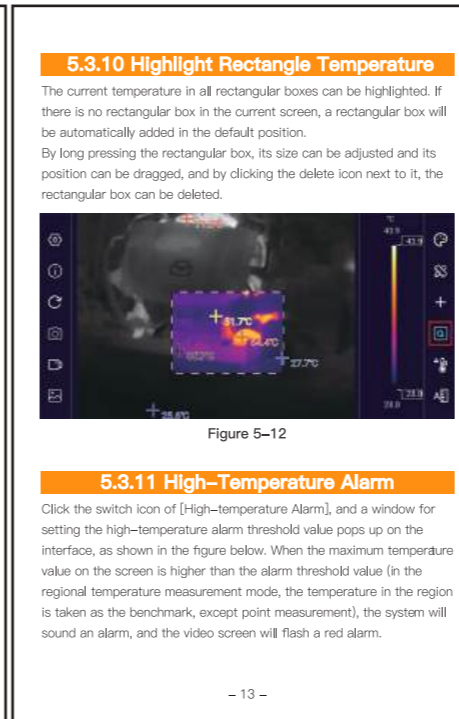 5.3.10 Highlight Rectangle Temperature
The current temperature in all rectangular boxes can be highlighted. If
there is no rectangular box in the current screen, a rectangular box will
be automatically added in the default position.
By long pressing the rectangular box, its size can be adjusted and its
position can be dragged, and by clicking the delete icon next to it, the
rectangular box can be deleted.
°C
43.9
43.9
51.7°C
27.7°C
28.0
Figure 5–12
5.3.11 High–Temperature Alarm
Click the switch icon of [High–temperature Alarm], and a window for
setting the high–temperature alarm threshold value pops up on the
interface, as shown in the figure below. When the maximum temperature
value on the screen is higher than the alarm threshold value (in the
regional temperature measurement mode, the temperature in the region
is taken as the benchmark, except point measurement), the system will
sound an alarm, and the video screen will flash a red alarm.
– 13 –